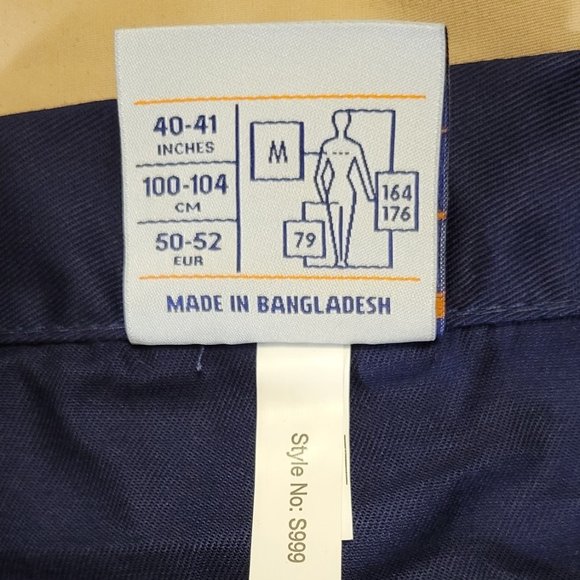 40-41
INCHES
100-104
CM
50-52
EUR
M
164
176
79
MADE IN BANGLADESH
Style No: S999